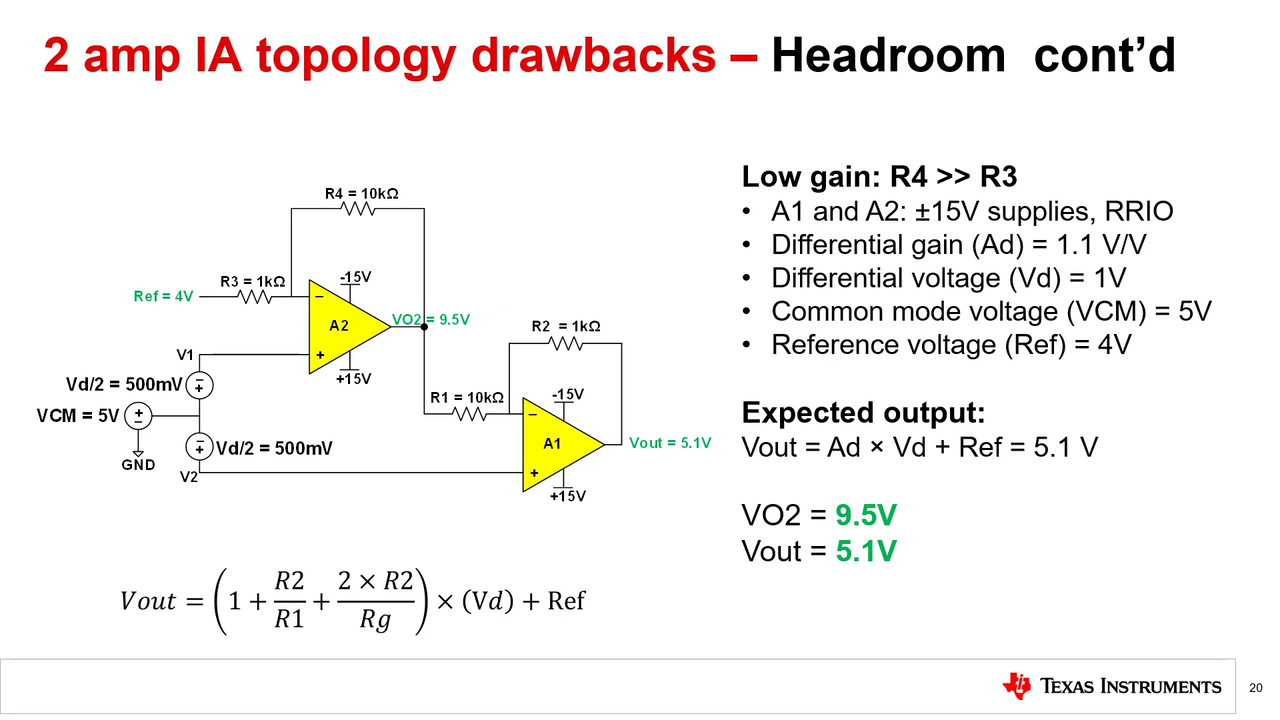 2 amp IA topology drawbacks – Headroom cont’d
R4 = 10kΩ
R3 = 1kΩ
-15V
Ref = 4V
–
A2
VO2 = 9.5V
R2 = 1kΩ
V1
+
+15V
Vd/2 = 500mV
–
+
-15V
R1 = 10kΩ
VCM = 5V
+
–
–
A1
Vout = 5.1V
–
+
Vd/2 = 500mV
GND
V2
+
+15V
Vout = (1 + R2/R1 + 2 × R2/Rg) × (Vd) + Ref
Low gain: R4 >> R3
• A1 and A2: ±15V supplies, RRIO
• Differential gain (Ad) = 1.1 V/V
• Differential voltage (Vd) = 1V
• Common mode voltage (VCM) = 5V
• Reference voltage (Ref) = 4V
Expected output:
Vout = Ad × Vd + Ref = 5.1 V
VO2 = 9.5V
Vout = 5.1V
TEXAS INSTRUMENTS
20